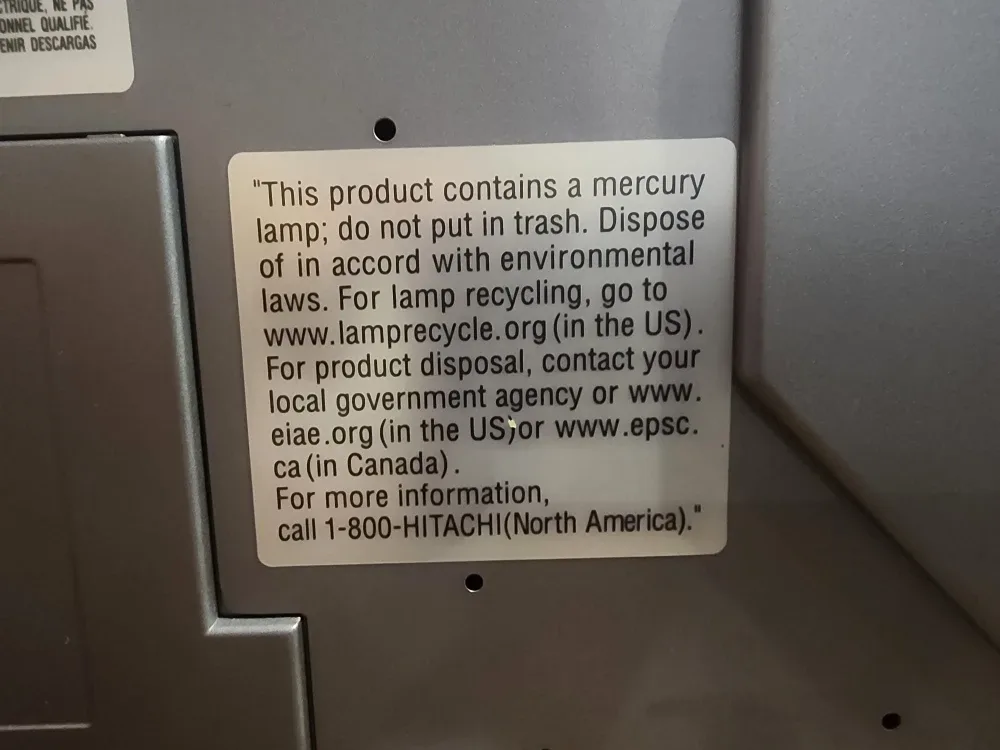 NE PAS
QUALIFIÉ.
DESCARGAS
"This product contains a mercury
lamp; do not put in trash. Dispose
of in accord with environmental
laws. For lamp recycling, go to
www.lamprecycle.org (in the US).
For product disposal, contact your
local government agency or www.
eiae.org (in the US)or www.epsc.
ca (in Canada).
For more information,
call 1-800-HITACHI(North America)."